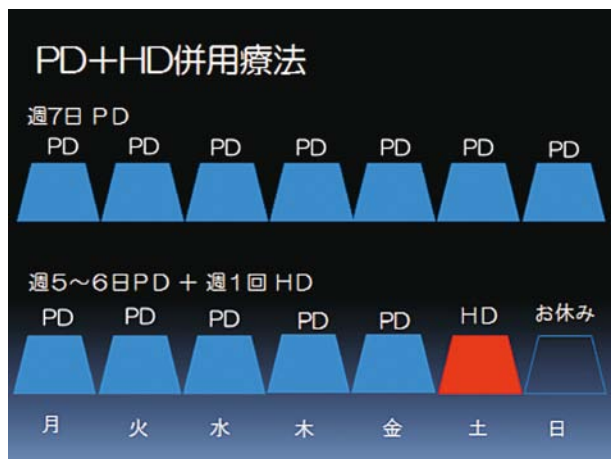 PD+HD併用療法
週7日 PD
PD PD PD PD PD PD PD
週5～6日PD + 週1回 HD
PD PD PD PD PD HD お休み
月 火 水 木 金 土 日